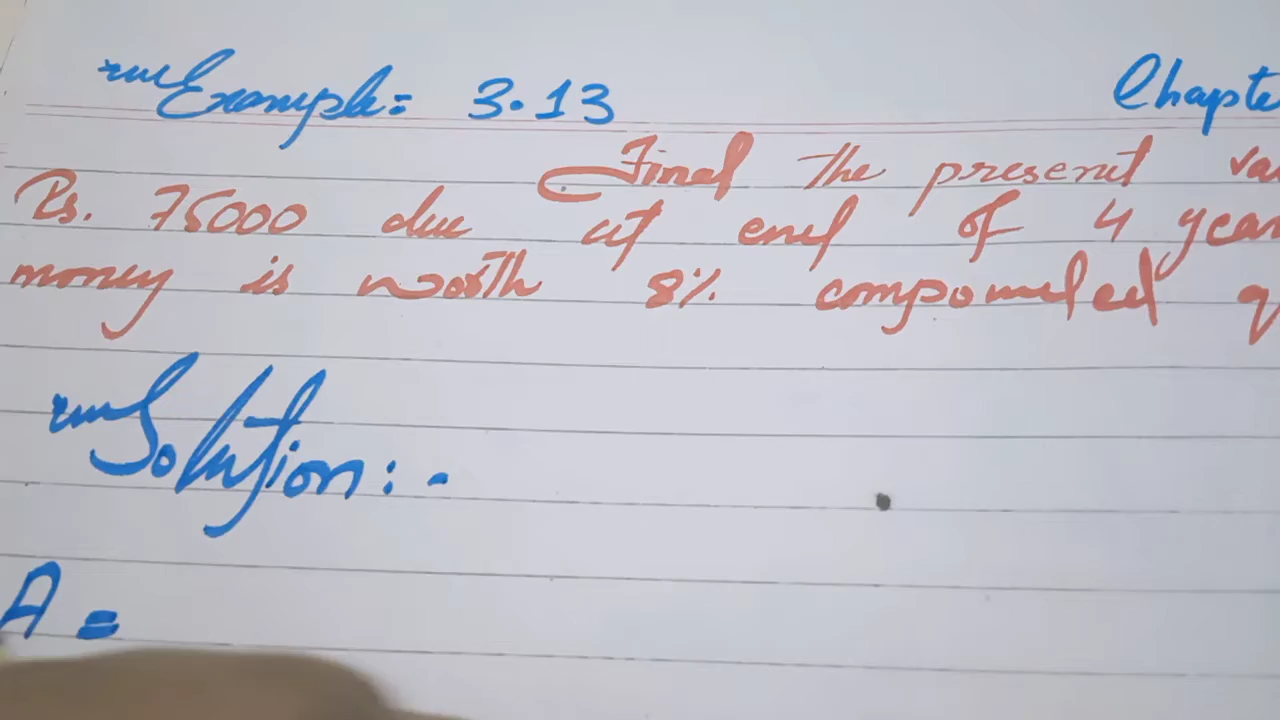 Example: 3.13 Chapte
Final the present va
Rs. 75000 due at end of 4 year
money is worth 8% compounded q
Solution:-
A =